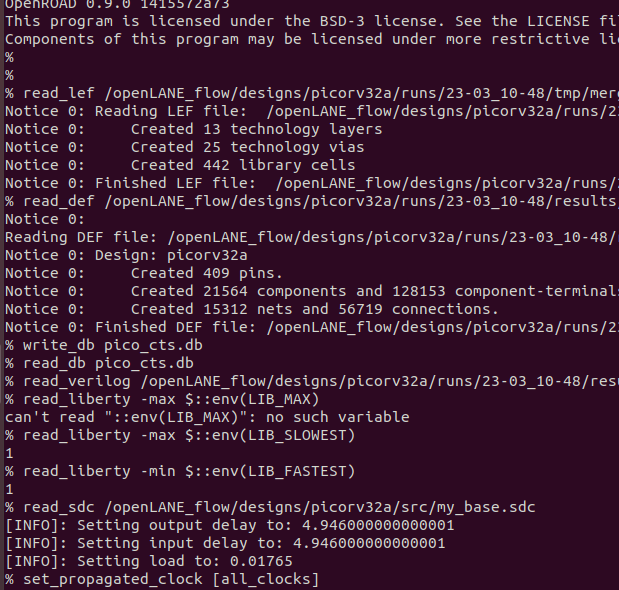 OpenROAD 0.9.0 1415572a73
This program is licensed under the BSD-3 license. See the LICENSE fil
Components of this program may be licensed under more restrictive lic
%
%
% read_lef /openLANE_flow/designs/picorv32a/runs/23-03_10-48/tmp/merg
Notice 0: Reading LEF file:  /openLANE_flow/designs/picorv32a/runs/23
Notice 0:     Created 13 technology layers
Notice 0:     Created 25 technology vias
Notice 0:     Created 442 library cells
Notice 0: Finished LEF file:  /openLANE_flow/designs/picorv32a/runs/2
% read_def /openLANE_flow/designs/picorv32a/runs/23-03_10-48/results/
Notice 0:
Reading DEF file: /openLANE_flow/designs/picorv32a/runs/23-03_10-48/r
Notice 0: Design: picorv32a
Notice 0:     Created 409 pins.
Notice 0:     Created 21564 components and 128153 component-terminals
Notice 0:     Created 15312 nets and 56719 connections.
Notice 0: Finished DEF file: /openLANE_flow/designs/picorv32a/runs/23
% write_db pico_cts.db
% read_db pico_cts.db
% read_verilog /openLANE_flow/designs/picorv32a/runs/23-03_10-48/resu
% read_liberty -max $::env(LIB_MAX)
can't read "::env(LIB_MAX)": no such variable
% read_liberty -max $::env(LIB_SLOWEST)
1
% read_liberty -min $::env(LIB_FASTEST)
1
% read_sdc /openLANE_flow/designs/picorv32a/src/my_base.sdc
[INFO]: Setting output delay to: 4.946000000000001
[INFO]: Setting input delay to: 4.946000000000001
[INFO]: Setting load to: 0.01765
% set_propagated_clock [all_clocks]